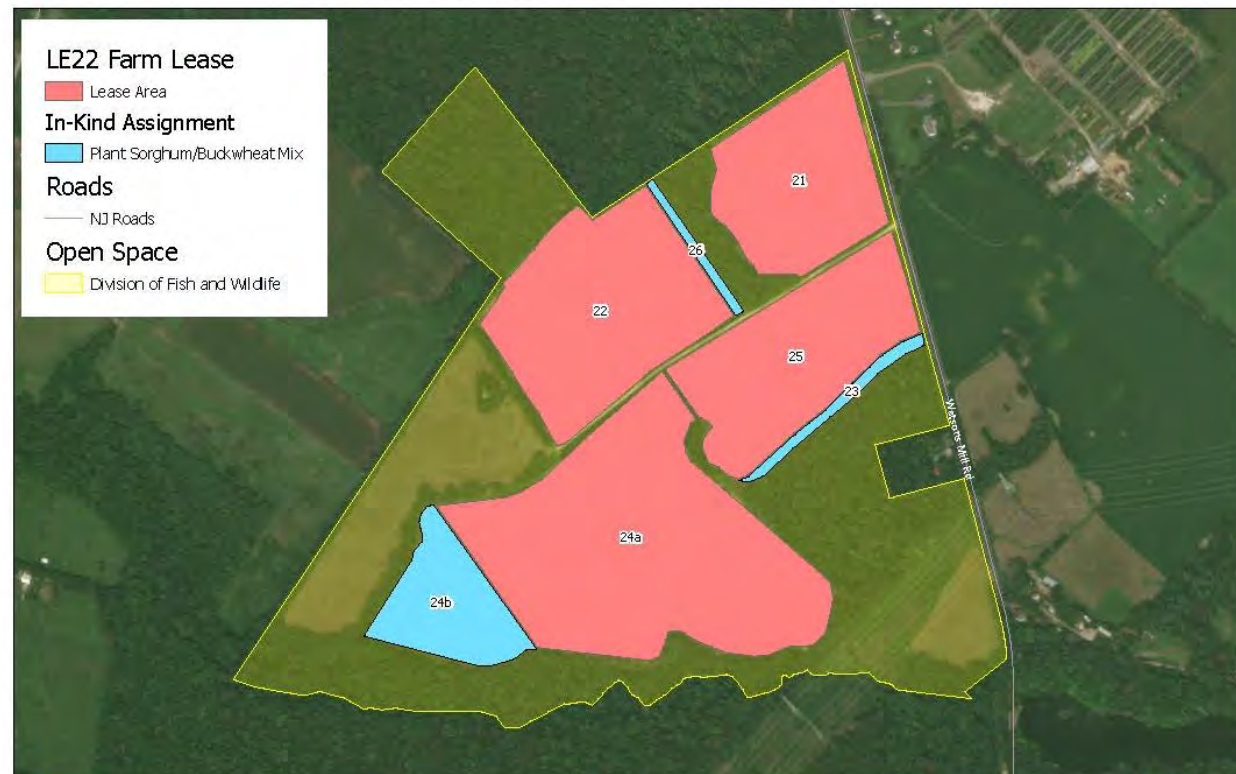 LE22 Farm Lease
Lease Area
In-Kind Assignment
Plant Sorghum/Buckwheat Mix
Roads
NJ Roads
Open Space
Division of Fish and Wildlife
21
26
22
25
23
Watsons Mill Rd
24a
24b